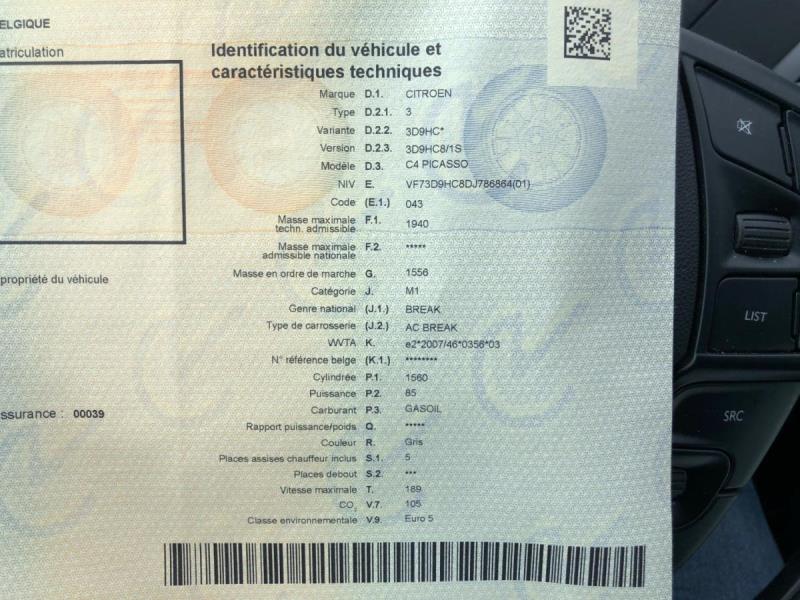 ELGIQUE
atriculation
Identification du véhicule et
caractéristiques techniques
Marque D.1. CITROEN
Type D.2.1. 3
Variante D.2.2. 3D9HC*
Version D.2.3. 3D9HC8/1S
Modèle D.3. C4 PICASSO
NIV E. VF73D9HC8DJ786864(01)
Code (E.1.) 043
Masse maximale
techn. admissible F.1. 1940
Masse maximale
admissible nationale F.2. *****
Masse en ordre de marche G. 1556
Catégorie J. M1
Genre national (J.1.) BREAK
Type de carrosserie (J.2.) AC BREAK
WVTA K. e2*2007/46*0356*03
N° référence belge (K.1.) ********
Cylindrée P.1. 1560
Puissance P.2. 85
Carburant P.3. GASOIL
Rapport puissance/poids Q. *****
Couleur R. Gris
Places assises chauffeur inclus S.1. 5
Places debout S.2. ***
Vitesse maximale T. 189
CO2 V.7. 105
Classe environnementale V.9. Euro 5
propriété du véhicule
ssurance : 00039
LIST
SRC